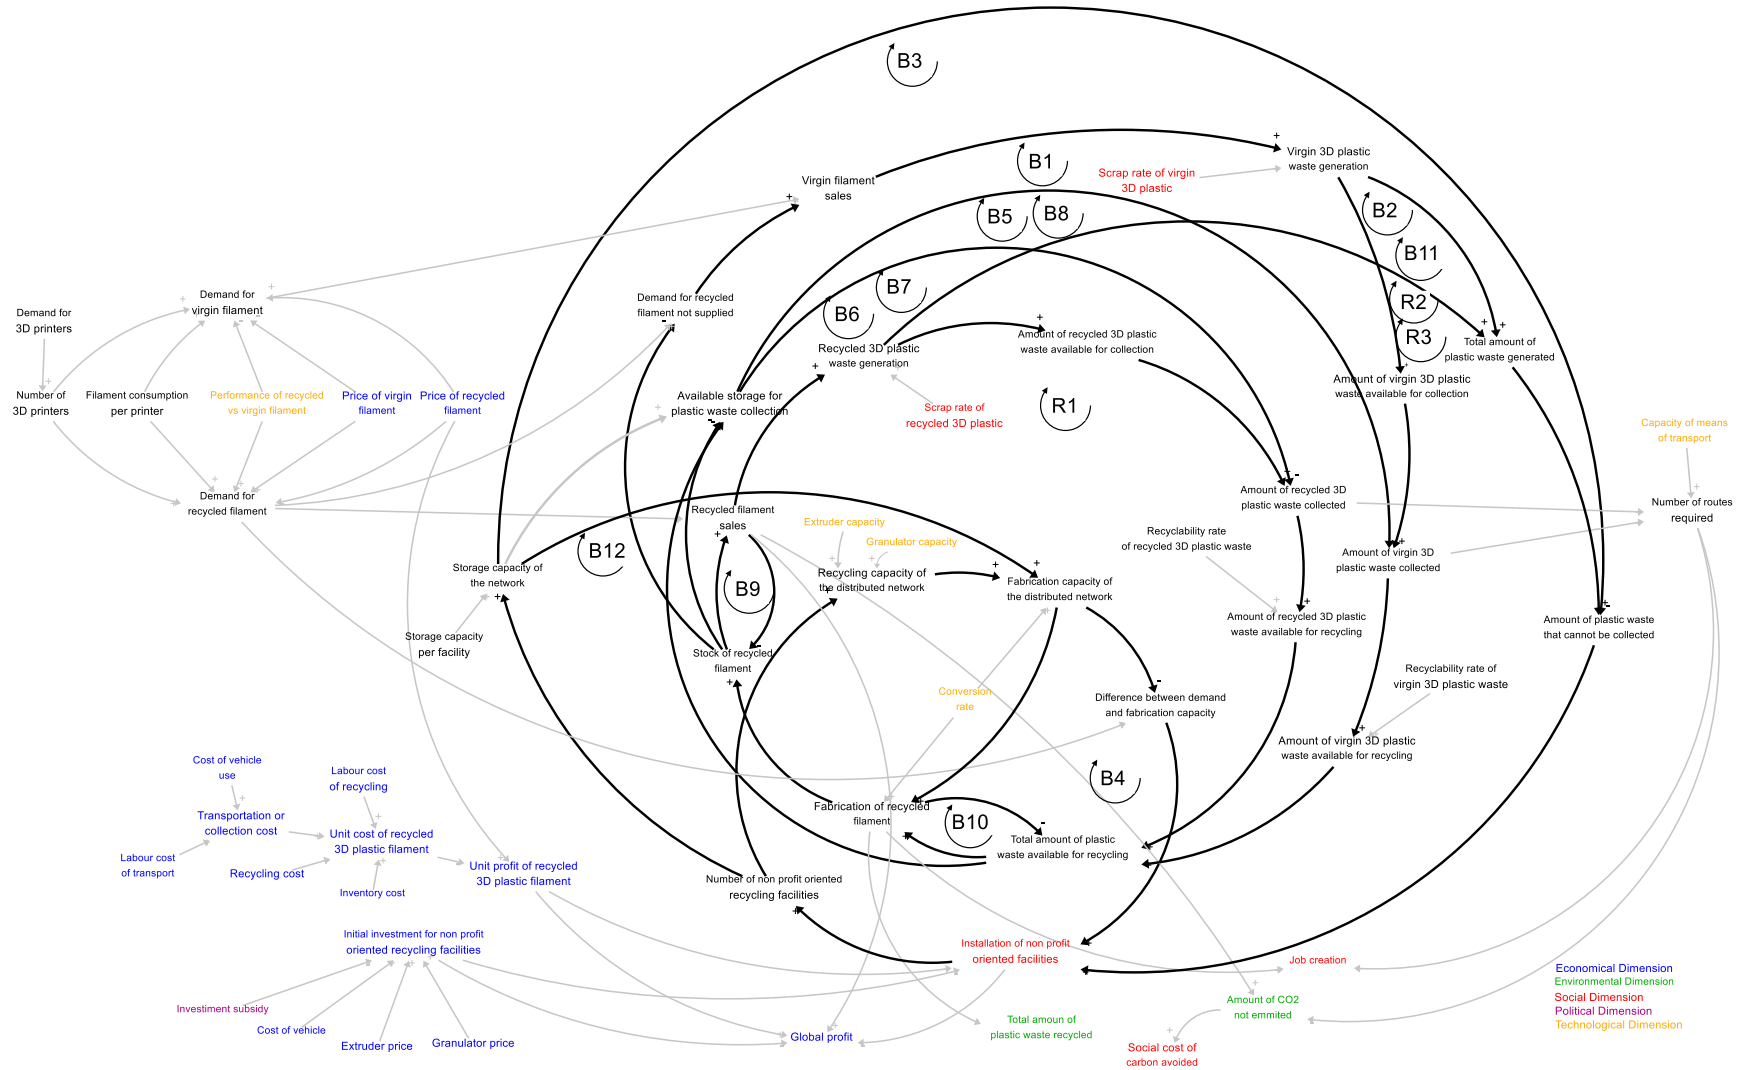 B3
B1
Virgin 3D plastic
waste generation
Scrap rate of virgin
3D plastic
Virgin filament
sales
B5
B8
B2
B11
R2
R3
B7
B6
Demand for
virgin filament
Demand for
3D printers
Demand for recycled
filament not supplied
Recycled 3D plastic
waste generation
Amount of recycled 3D plastic
waste available for collection
Total amount of
plastic waste generated
Number of
3D printers
Filament consumption
per printer
Performance of recycled
vs virgin filament
Price of virgin
filament
Price of recycled
filament
Available storage for
plastic waste collection
Scrap rate of
recycled 3D plastic
R1
Amount of virgin 3D plastic
waste available for collection
Capacity of means
of transport
Demand for
recycled filament
Recycled filament
sales
Extruder capacity
Granulator capacity
Amount of recycled 3D
plastic waste collected
Number of routes
required
Recyclability rate
of recycled 3D plastic waste
B12
Storage capacity of
the network
B9
Recycling capacity of
the distributed network
Fabrication capacity of
the distributed network
Amount of virgin 3D
plastic waste collected
Storage capacity
per facility
Stock of recycled
filament
Amount of recycled 3D plastic
waste available for recycling
Amount of plastic waste
that cannot be collected
Conversion
rate
Difference between demand
and fabrication capacity
Recyclability rate of
virgin 3D plastic waste
Amount of virgin 3D plastic
waste available for recycling
B4
Cost of vehicle
use
Labour cost
of recycling
Transportation or
collection cost
Unit cost of recycled
3D plastic filament
Fabrication of recycled
filament
B10
Total amount of plastic
waste available for recycling
Labour cost
of transport
Recycling cost
Inventory cost
Unit profit of recycled
3D plastic filament
Number of non profit oriented
recycling facilities
Initial investment for non profit
oriented recycling facilities
Installation of non profit
oriented facilities
Job creation
Investiment subsidy
Cost of vehicle
Extruder price
Granulator price
Global profit
Total amoun of
plastic waste recycled
Amount of CO2
not emmited
Social cost of
carbon avoided
Economical Dimension
Environmental Dimension
Social Dimension
Political Dimension
Technological Dimension